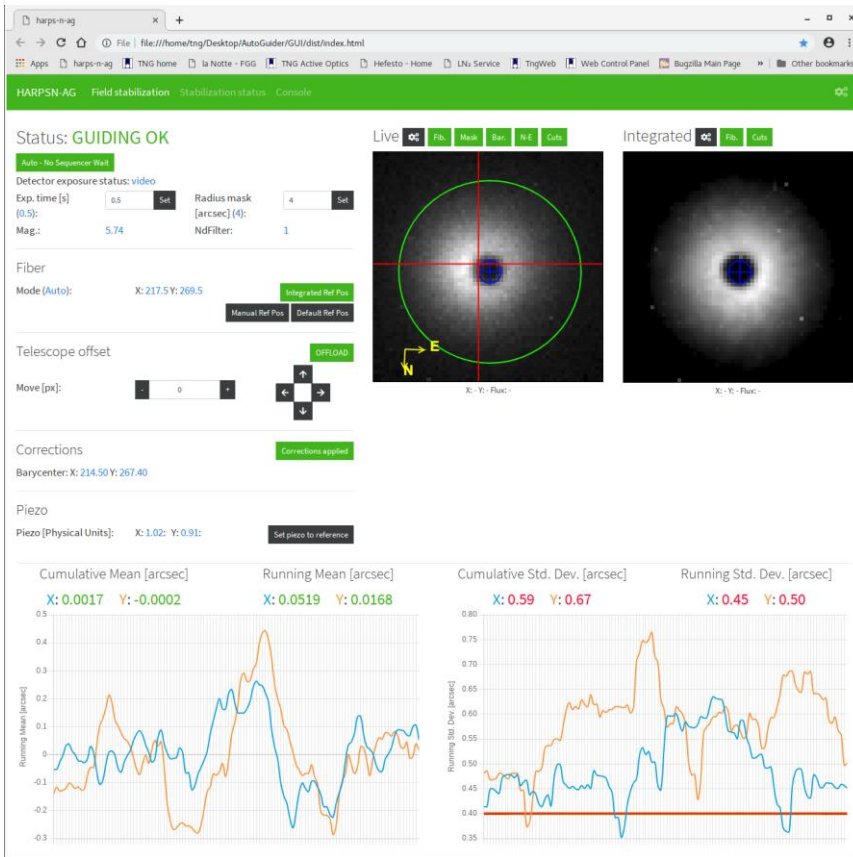 harps-n-ag
File | file:///home/tng/Desktop/AutoGuider/GUI/dist/index.html
Apps harps-n-ag TNG home la Notte - FGG TNG Active Optics Hefesto - Home LN₂ Service TngWeb Web Control Panel Bugzilla Main Page » Other bookmarks
HARPSN-AG Field stabilization Stabilization status Console
Status: GUIDING OK
Auto - No Sequencer Wait
Detector exposure status: video
Exp. time [s] (0.5): 0.5 Set
Radius mask [arcsec] (4): 4 Set
Mag.: 5.74 NdFilter: 1
Live Fib. Mask Bar. N-E Cuts
E
N
X: - Y: - Flux: -
Integrated Fib. Cuts
X: - Y: - Flux: -
Fiber
Mode (Auto): X: 217.5 Y: 269.5 Integrated Ref Pos
Manual Ref Pos Default Ref Pos
Telescope offset OFFLOAD
Move [px]: - 0 +
Corrections Corrections applied
Barycenter: X: 214.50 Y: 267.40
Piezo
Piezo [Physical Units]: X: 1.02: Y: 0.91: Set piezo to reference
Cumulative Mean [arcsec] Running Mean [arcsec]
X: 0.0017 Y: -0.0002 X: 0.0519 Y: 0.0168
Running Mean [arcsec]
0.5
0.4
0.3
0.2
0.1
0
-0.1
-0.2
-0.3
Cumulative Std. Dev. [arcsec] Running Std. Dev. [arcsec]
X: 0.59 Y: 0.67 X: 0.45 Y: 0.50
Running Std. Dev. [arcsec]
0.80
0.75
0.70
0.65
0.60
0.55
0.50
0.45
0.40
0.35